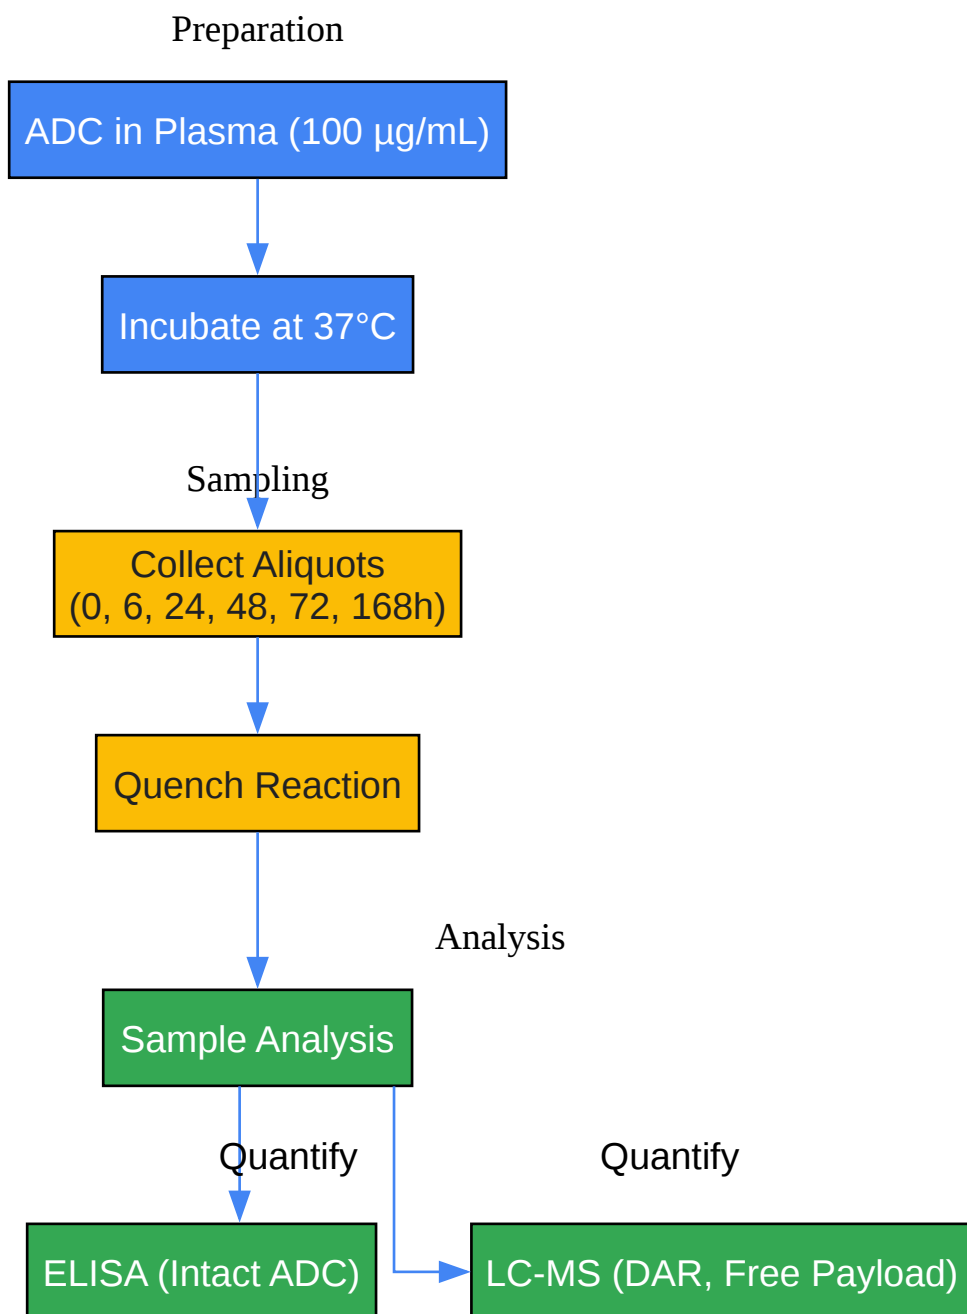 Preparation
ADC in Plasma (100 µg/mL)
Incubate at 37°C
Sampling
Collect Aliquots
(0, 6, 24, 48, 72, 168h)
Quench Reaction
Analysis
Sample Analysis
Quantify
Quantify
ELISA (Intact ADC)
LC-MS (DAR, Free Payload)